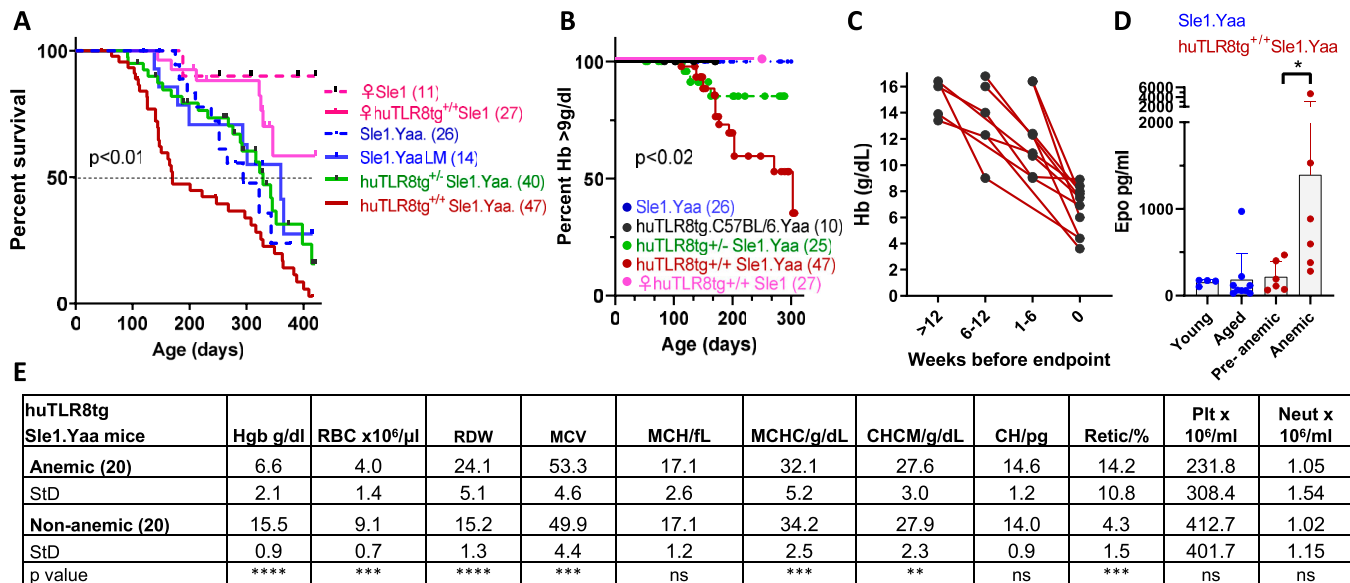 A
Percent survival
100
50
0
p<0.01
0 100 200 300 400
Age (days)
♀Sle1 (11)
♀huTLR8tg+/+Sle1 (27)
Sle1.Yaa. (26)
Sle1.Yaa LM (14)
huTLR8tg+/- Sle1.Yaa. (40)
huTLR8tg+/+ Sle1.Yaa. (47)
B
Percent Hb >9g/dl
100
50
0
p<0.02
Sle1.Yaa (26)
huTLR8tg.C57BL/6.Yaa (10)
huTLR8tg+/- Sle1.Yaa (25)
huTLR8tg+/+ Sle1.Yaa (47)
♀huTLR8tg+/+ Sle1 (27)
0 100 200 300
Age (days)
C
Hb (g/dL)
16
14
12
10
8
6
4
2
0
>12 6-12 1-6 0
Weeks before endpoint
D
Sle1.Yaa
huTLR8tg+/+Sle1.Yaa
*
Epo pg/ml
6000
4000
2000
2000
1000
0
Young Aged Pre- anemic Anemic
E
huTLR8tg
Sle1.Yaa mice Hgb g/dl RBC x10⁶/µl RDW MCV MCH/fL MCHC/g/dL CHCM/g/dL CH/pg Retic/% Plt x 10⁶/ml Neut x 10⁶/ml
Anemic (20) 6.6 4.0 24.1 53.3 17.1 32.1 27.6 14.6 14.2 231.8 1.05
StD 2.1 1.4 5.1 4.6 2.6 5.2 3.0 1.2 10.8 308.4 1.54
Non-anemic (20) 15.5 9.1 15.2 49.9 17.1 34.2 27.9 14.0 4.3 412.7 1.02
StD 0.9 0.7 1.3 4.4 1.2 2.5 2.3 0.9 1.5 401.7 1.15
p value **** *** **** *** ns *** ** ns *** ns ns